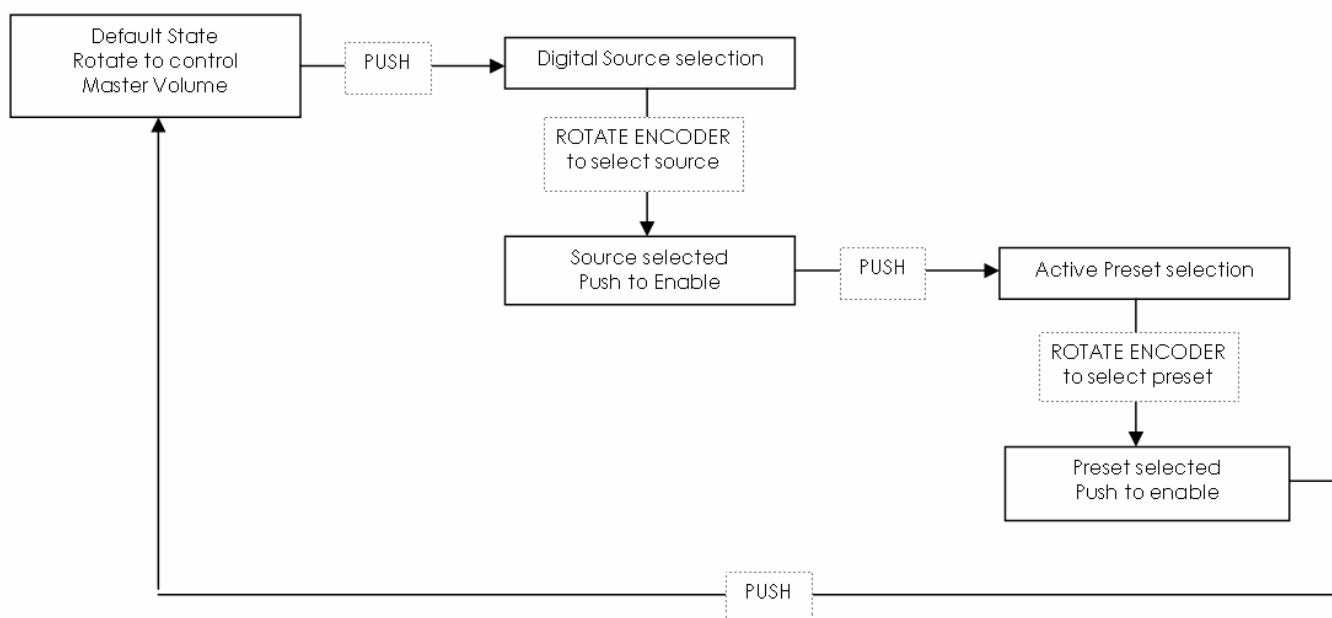 Default State
Rotate to control
Master Volume
PUSH
Digital Source selection
ROTATE ENCODER
to select source
Source selected
Push to Enable
PUSH
Active Preset selection
ROTATE ENCODER
to select preset
Preset selected
Push to enable
PUSH